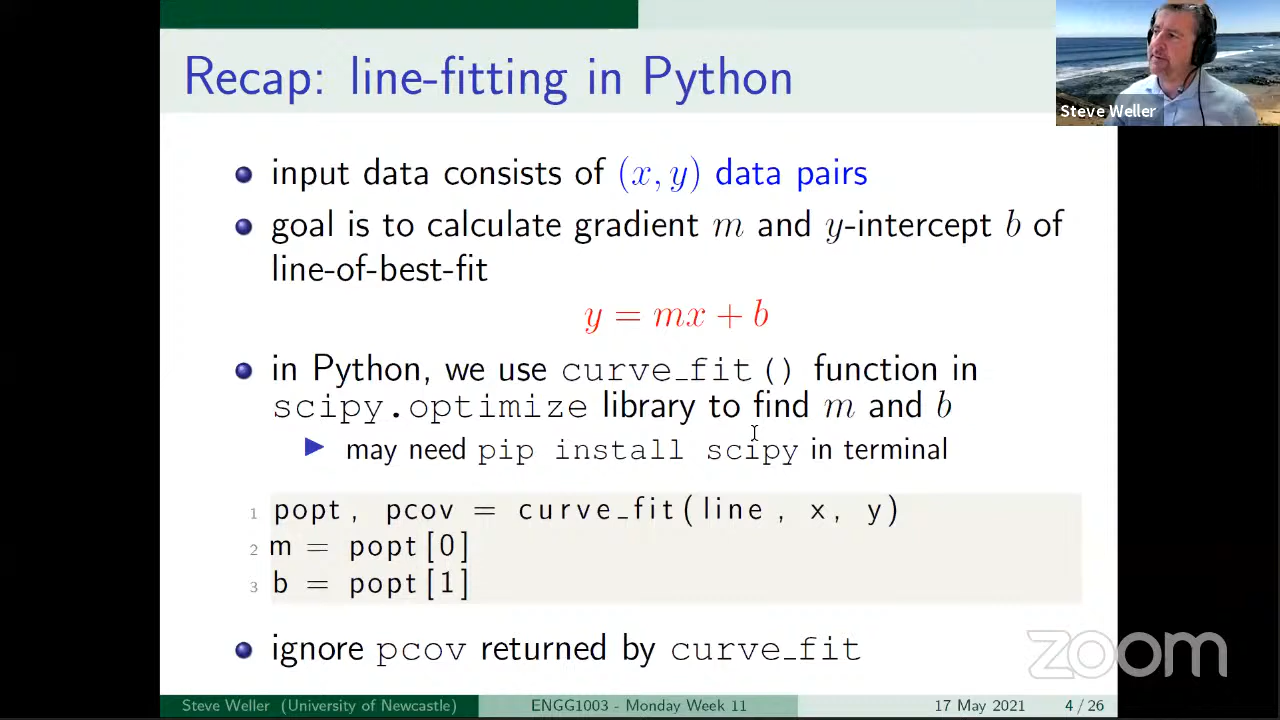 Recap: line-fitting in Python
Steve Weller
input data consists of (x, y) data pairs
goal is to calculate gradient m and y-intercept b of
line-of-best-fit
y = mx + b
in Python, we use curve_fit() function in
scipy.optimize library to find m and b
may need pip install scipy in terminal
1 popt, pcov = curve_fit(line, x, y)
2 m = popt[0]
3 b = popt[1]
ignore pcov returned by curve_fit
zoom
Steve Weller (University of Newcastle) ENGG1003 - Monday Week 11 17 May 2021 4 / 26